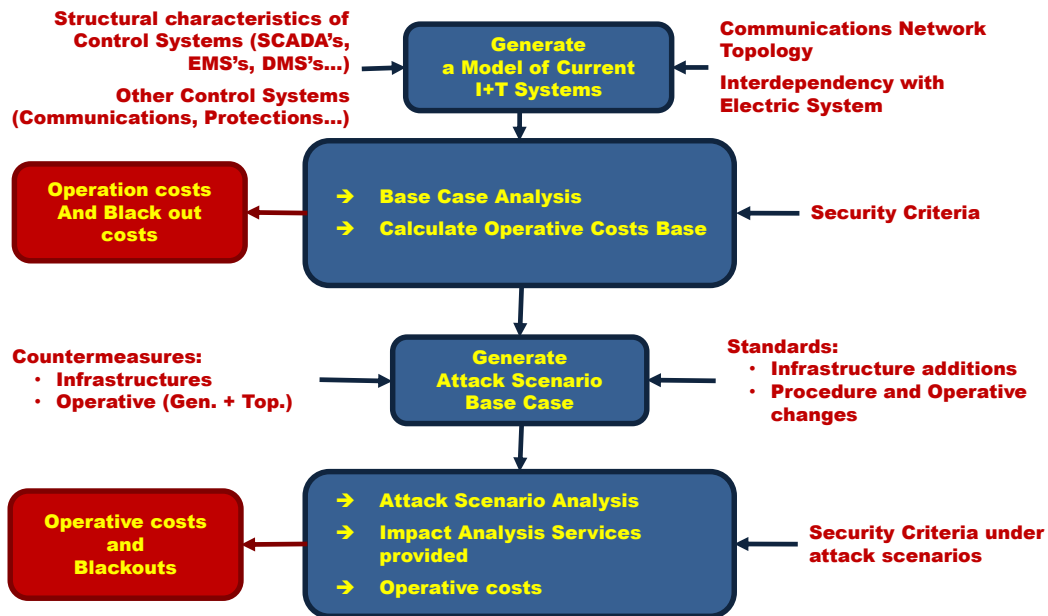 Structural characteristics of
Control Systems (SCADA's,
EMS's, DMS's...)
Other Control Systems
(Communications, Protections...)
Generate
a Model of Current
I+T Systems
Communications Network
Topology
Interdependency with
Electric System
Operation costs
And Black out
costs
→ Base Case Analysis
→ Calculate Operative Costs Base
Security Criteria
Countermeasures:
• Infrastructures
• Operative (Gen. + Top.)
Generate
Attack Scenario
Base Case
Standards:
• Infrastructure additions
• Procedure and Operative
changes
Operative costs
and
Blackouts
→ Attack Scenario Analysis
→ Impact Analysis Services
provided
→ Operative costs
Security Criteria under
attack scenarios